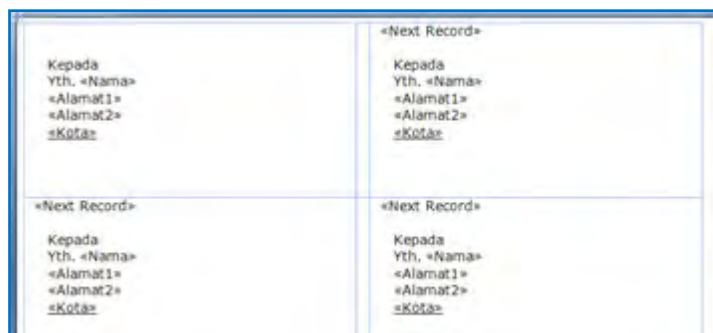 Kepada
Yth. «Nama»
«Alamat1»
«Alamat2»
«Kota»
«Next Record»
Kepada
Yth. «Nama»
«Alamat1»
«Alamat2»
«Kota»
«Next Record»
Kepada
Yth. «Nama»
«Alamat1»
«Alamat2»
«Kota»
«Next Record»
Kepada
Yth. «Nama»
«Alamat1»
«Alamat2»
«Kota»